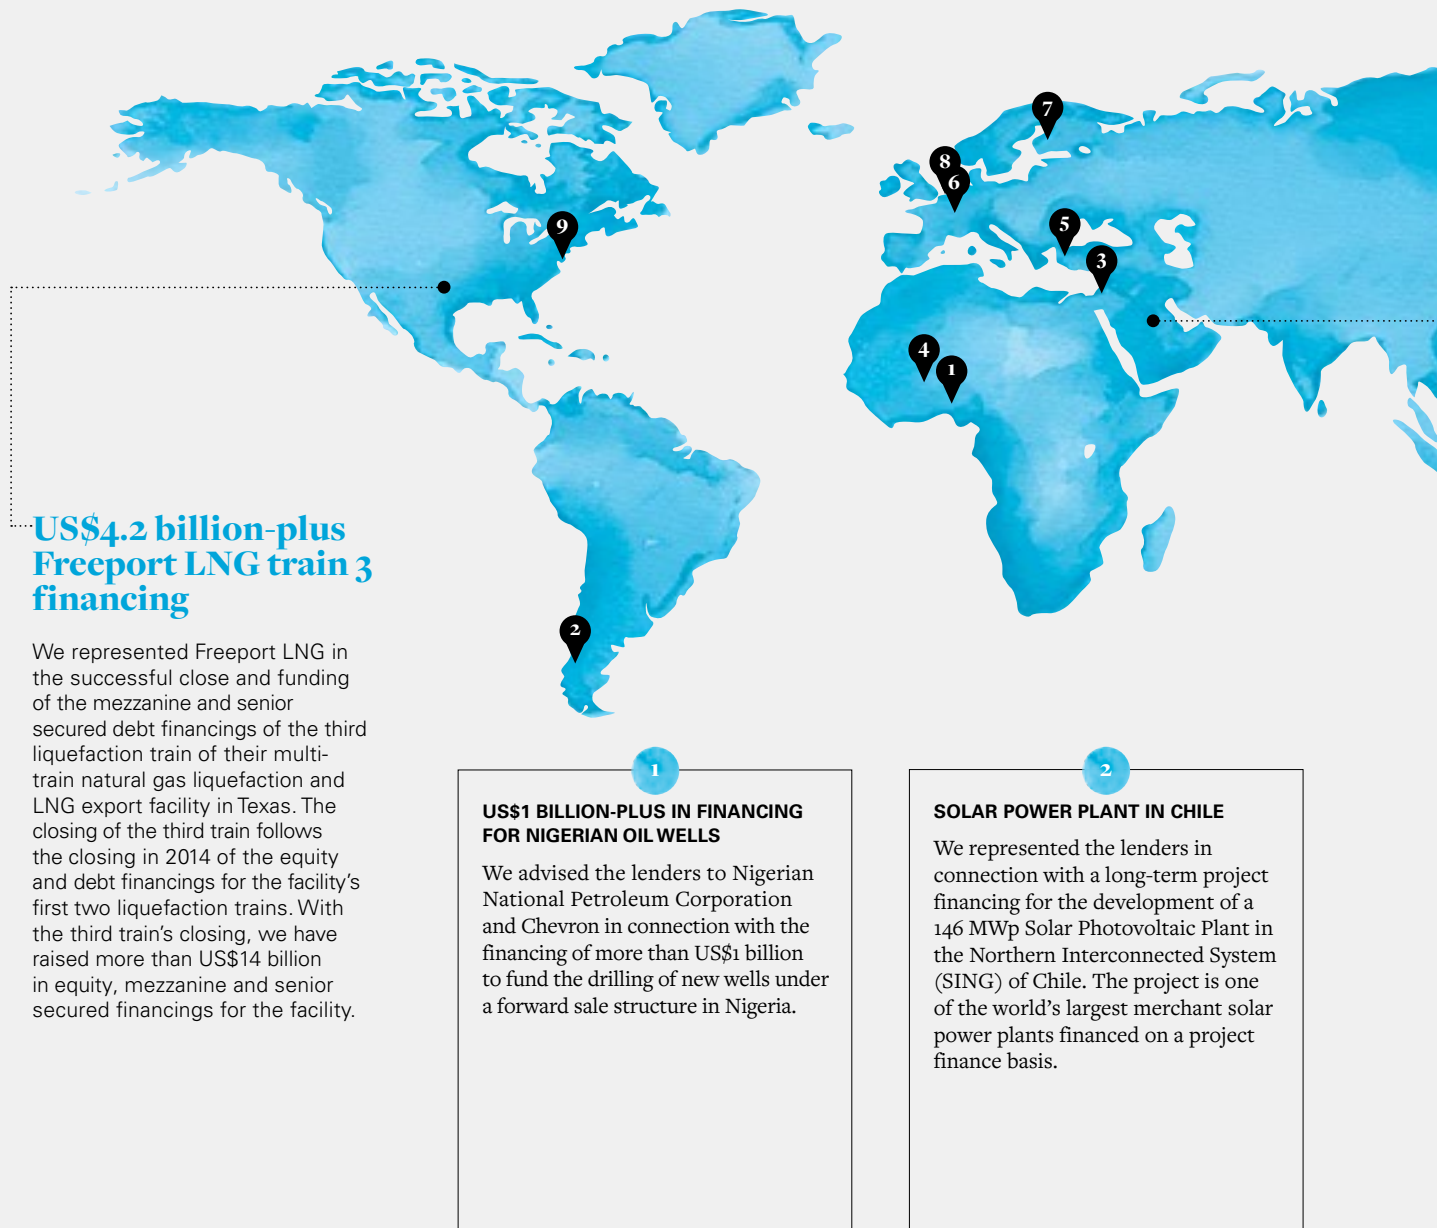 7
8
6
9
5
3
4
1
2
US$4.2 billion-plus
Freeport LNG train 3
financing
We represented Freeport LNG in
the successful close and funding
of the mezzanine and senior
secured debt financings of the third
liquefaction train of their multi-
train natural gas liquefaction and
LNG export facility in Texas. The
closing of the third train follows
the closing in 2014 of the equity
and debt financings for the facility's
first two liquefaction trains. With
the third train's closing, we have
raised more than US$14 billion
in equity, mezzanine and senior
secured financings for the facility.
1
US$1 BILLION-PLUS IN FINANCING
FOR NIGERIAN OIL WELLS
We advised the lenders to Nigerian
National Petroleum Corporation
and Chevron in connection with the
financing of more than US$1 billion
to fund the drilling of new wells under
a forward sale structure in Nigeria.
2
SOLAR POWER PLANT IN CHILE
We represented the lenders in
connection with a long-term project
financing for the development of a
146 MWp Solar Photovoltaic Plant in
the Northern Interconnected System
(SING) of Chile. The project is one
of the world's largest merchant solar
power plants financed on a project
finance basis.